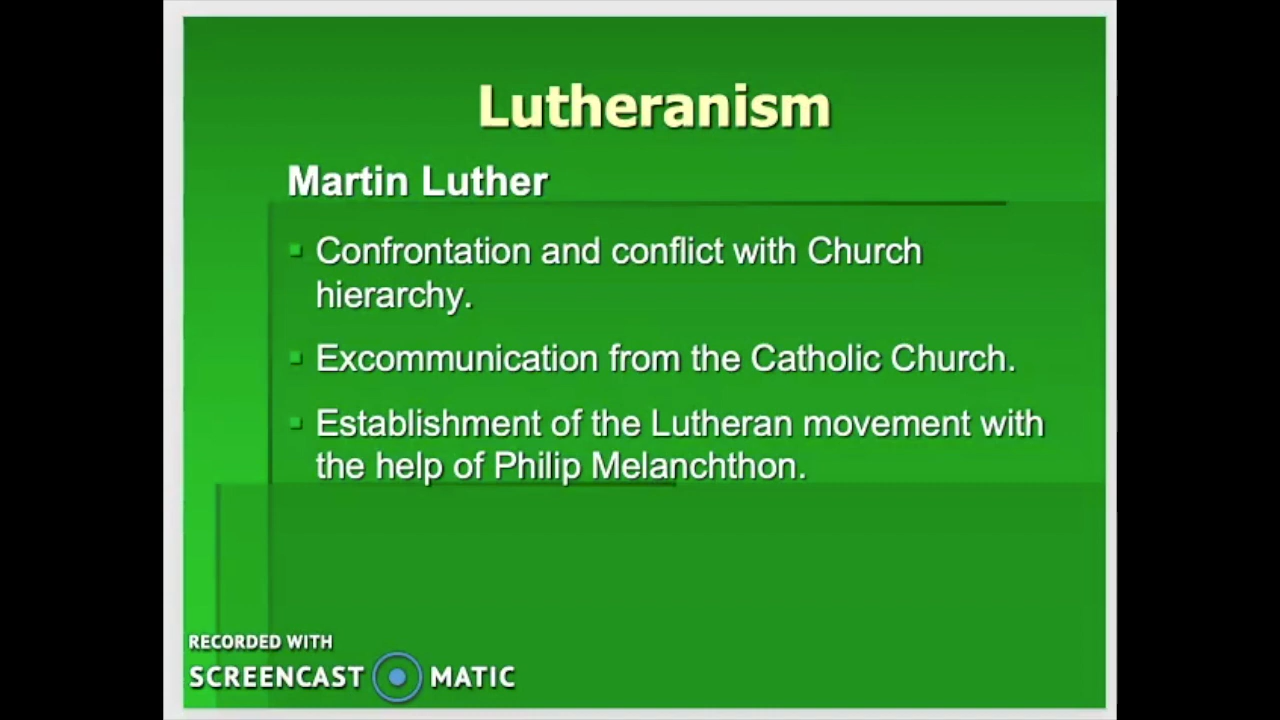 Lutheranism
Martin Luther
Confrontation and conflict with Church
hierarchy.
Excommunication from the Catholic Church.
Establishment of the Lutheran movement with
the help of Philip Melanchthon.
RECORDED WITH
SCREENCAST MATIC